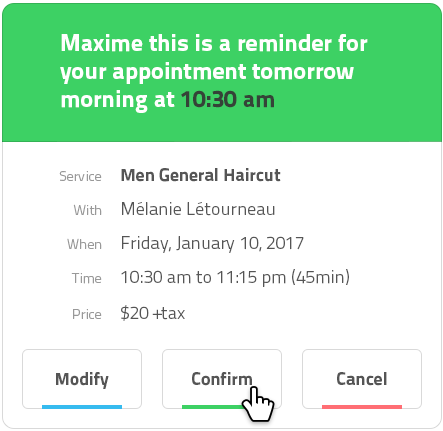 Maxime this is a reminder for
your appointment tomorrow
morning at 10:30 am
Service Men General Haircut
With Mélanie Létourneau
When Friday, January 10, 2017
Time 10:30 am to 11:15 pm (45min)
Price $20 +tax
Modify Confirm Cancel